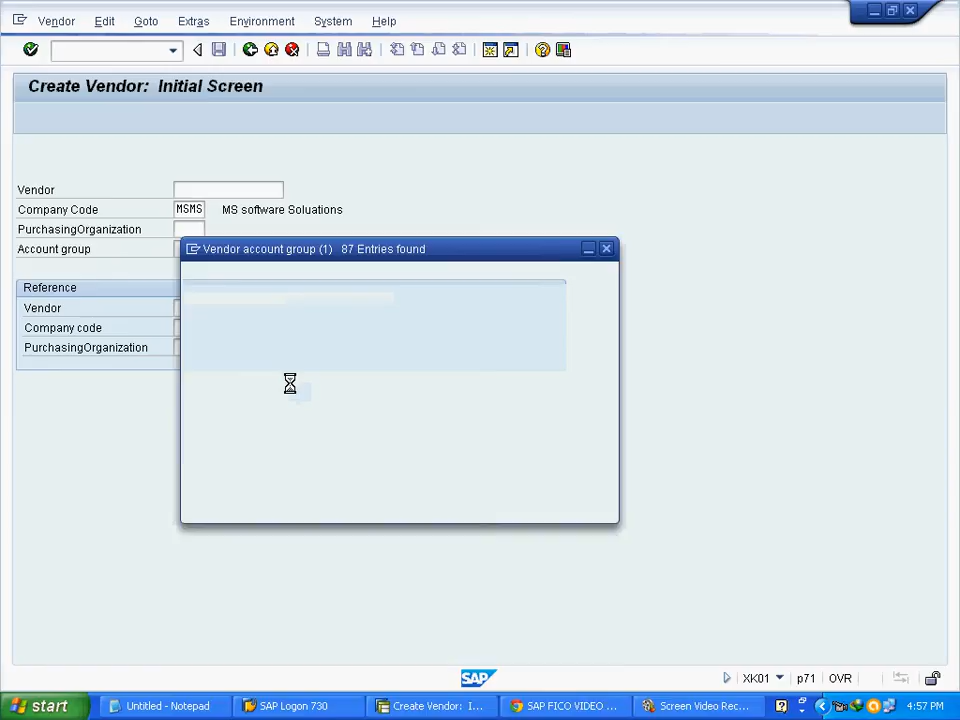 Vendor Edit Goto Extras Environment System Help
Create Vendor: Initial Screen
Vendor
Company Code MSMS MS software Soluations
PurchasingOrganization
Account group
Vendor account group (1) 87 Entries found
Reference
Vendor
Company code
PurchasingOrganization
SAP
XK01 p71 OVR
start Untitled - Notepad SAP Logon 730 Create Vendor: I... SAP FICO VIDEO ... Screen Video Rec... 4:57 PM